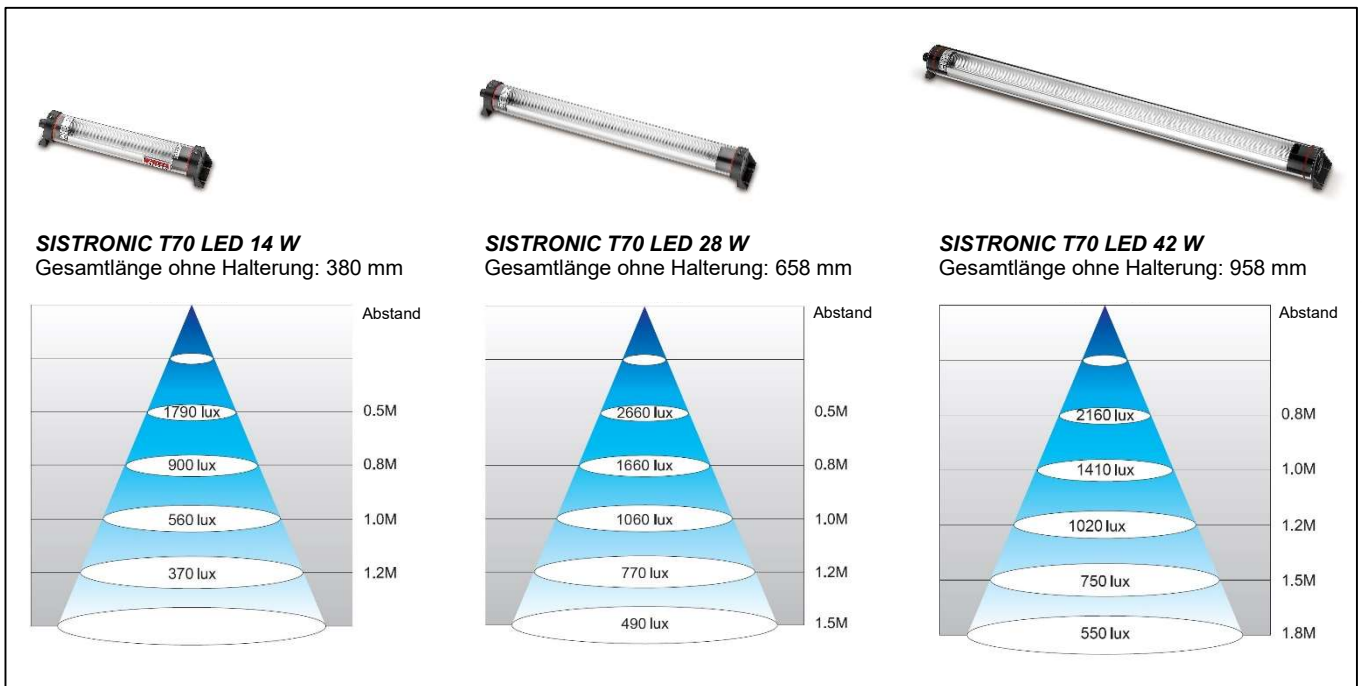 SISTRONIC T70 LED 14 W
Gesamtlänge ohne Halterung: 380 mm
Abstand
1790 lux
0.5M
900 lux
0.8M
560 lux
1.0M
370 lux
1.2M
SISTRONIC T70 LED 28 W
Gesamtlänge ohne Halterung: 658 mm
Abstand
2660 lux
0.5M
1660 lux
0.8M
1060 lux
1.0M
770 lux
1.2M
490 lux
1.5M
SISTRONIC T70 LED 42 W
Gesamtlänge ohne Halterung: 958 mm
Abstand
2160 lux
0.8M
1410 lux
1.0M
1020 lux
1.2M
750 lux
1.5M
550 lux
1.8M